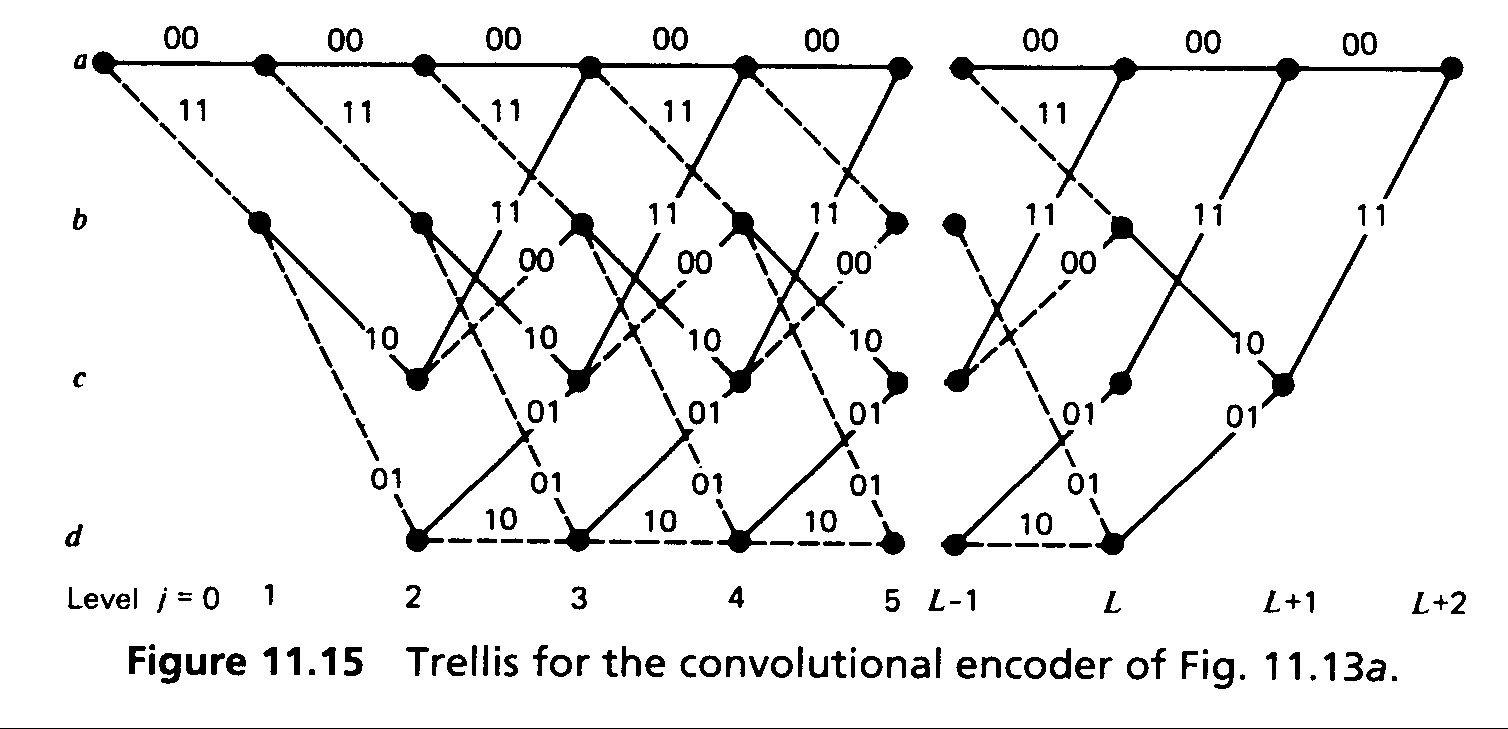 00 00 00 00 00 00 00 00
a
11 11 11 11 11
b 11 11 11 11 11 11
00 00 00 00
10 10 10 10 10
c
01 01 01 01 01
01 01 01 01 01
10 10 10 10
d
Level j = 0 1 2 3 4 5 L-1 L L+1 L+2
Figure 11.15 Trellis for the convolutional encoder of Fig. 11.13a.